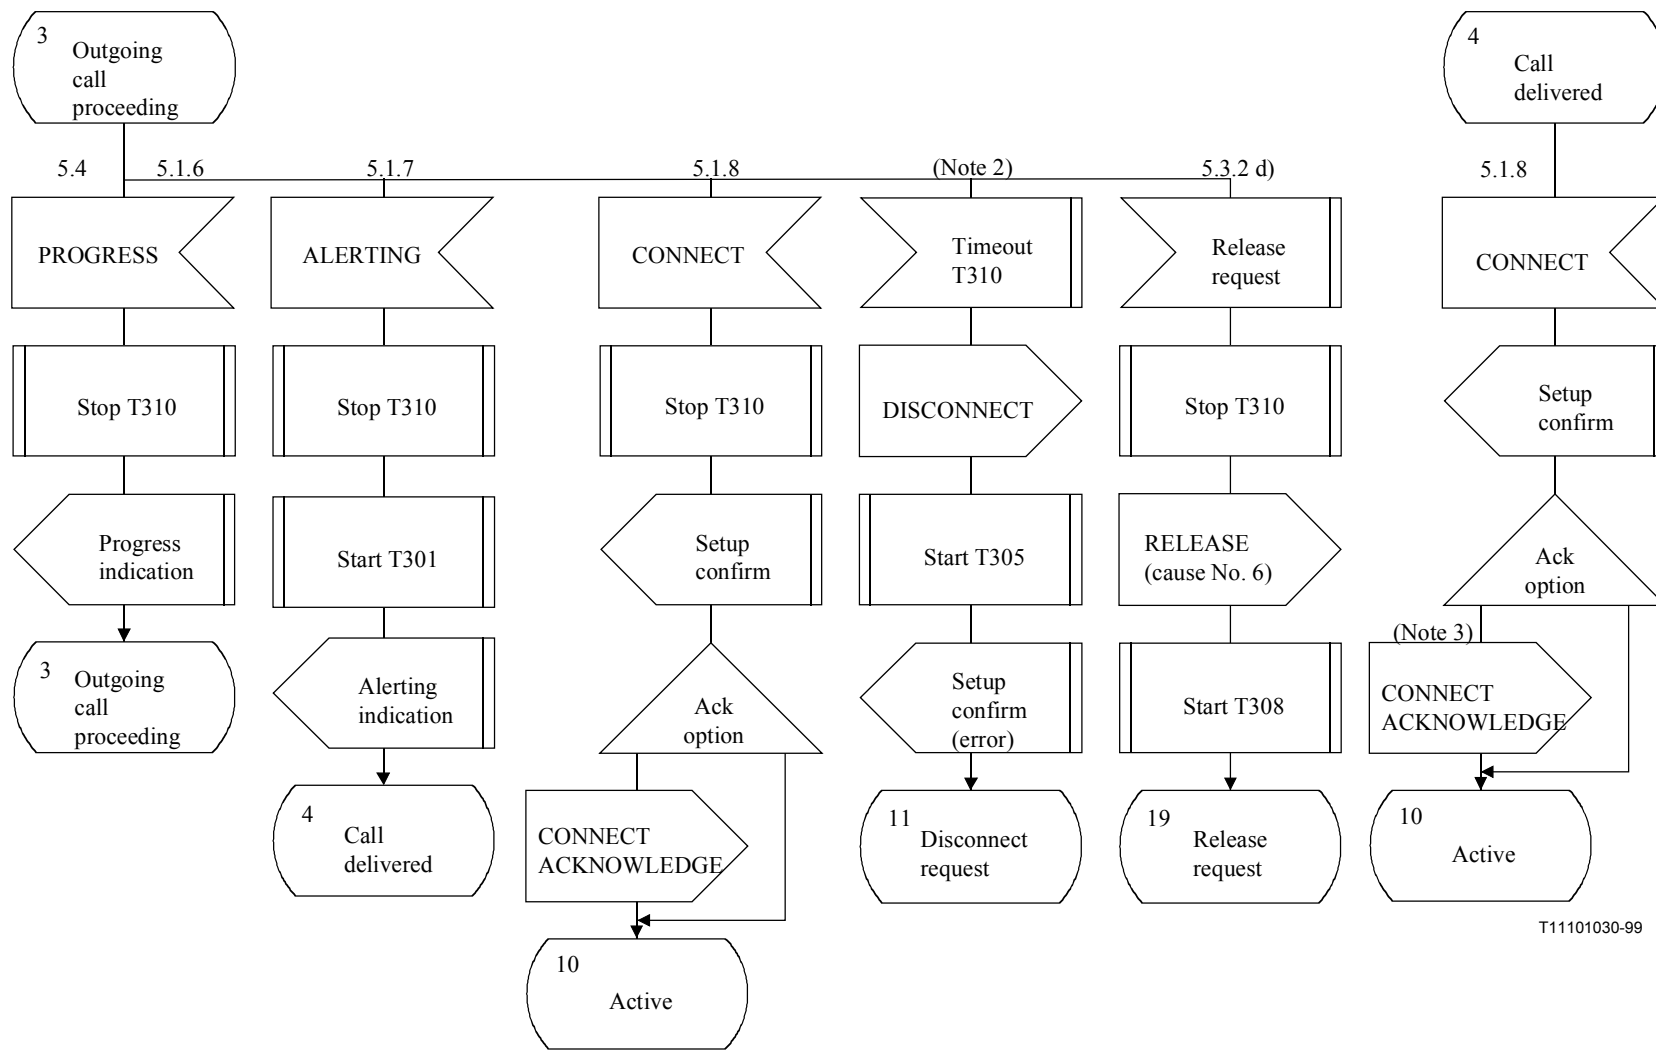 3
Outgoing
call
proceeding
4
Call
delivered
5.4
5.1.6
5.1.7
5.1.8
(Note 2)
5.3.2 d)
5.1.8
PROGRESS
ALERTING
CONNECT
Timeout
T310
Release
request
CONNECT
Stop T310
Stop T310
Stop T310
DISCONNECT
Stop T310
Setup
confirm
Progress
indication
Start T301
Setup
confirm
Start T305
RELEASE
(cause No. 6)
Ack
option
3
Outgoing
call
proceeding
Alerting
indication
Ack
option
Setup
confirm
(error)
Start T308
(Note 3)
CONNECT
ACKNOWLEDGE
4
Call
delivered
CONNECT
ACKNOWLEDGE
11
Disconnect
request
19
Release
request
10
Active
10
Active
T11101030-99